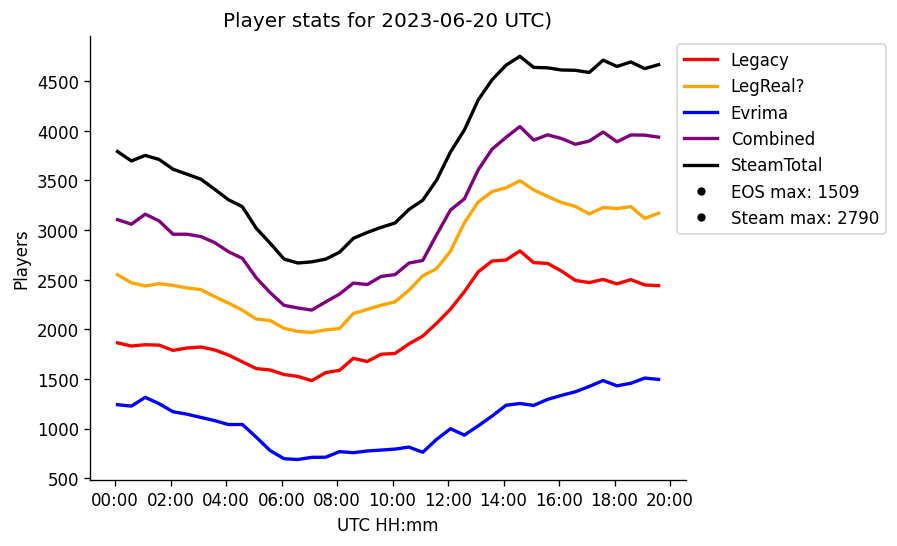 Player stats for 2023-06-20 UTC)
Players
4500
4000
3500
3000
2500
2000
1500
1000
500
00:00 02:00 04:00 06:00 08:00 10:00 12:00 14:00 16:00 18:00 20:00
UTC HH:mm
Legacy
LegReal?
Evrima
Combined
SteamTotal
EOS max: 1509
Steam max: 2790